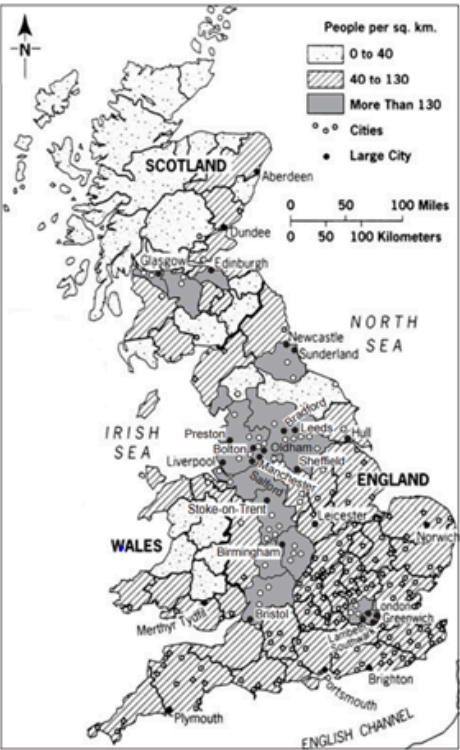 People per sq. km.
N
0 to 40
40 to 130
More Than 130
Cities
Large City
SCOTLAND
Aberdeen
0 50 100 Miles
0 50 100 Kilometers
Dundee
Glasgow
Edinburgh
NORTH
SEA
Newcastle
Sunderland
IRISH
SEA
Bradford
Preston
Leeds
Hull
Bolton
Oldham
Liverpool
Manchester
Sheffield
Salford
ENGLAND
Stoke-on-Trent
Leicester
Norwich
WALES
Birmingham
London
Greenwich
Merthyr Tydfil
Bristol
Lambeth
Southwark
Brighton
Portsmouth
Plymouth
ENGLISH CHANNEL